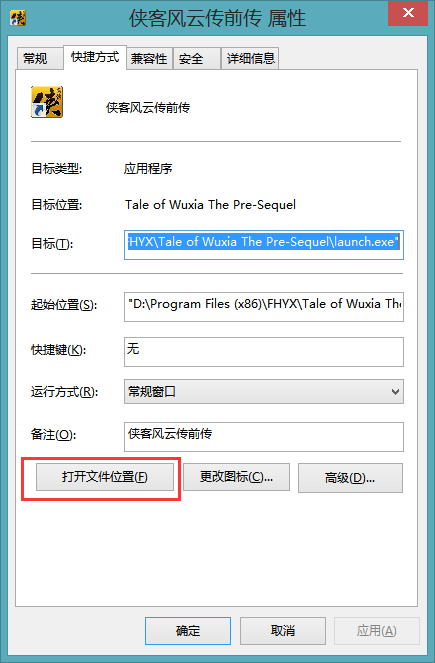 侠客风云传前传 属性
常规 快捷方式 兼容性 安全 详细信息
侠客风云传前传
目标类型: 应用程序
目标位置: Tale of Wuxia The Pre-Sequel
目标(T): FHYX\Tale of Wuxia The Pre-Sequel\launch.exe"
起始位置(S): "D:\Program Files (x86)\FHYX\Tale of Wuxia The
快捷键(K): 无
运行方式(R): 常规窗口
备注(O): 侠客风云传前传
打开文件位置(F) 更改图标(C)... 高级(D)...
确定 取消 应用(A)